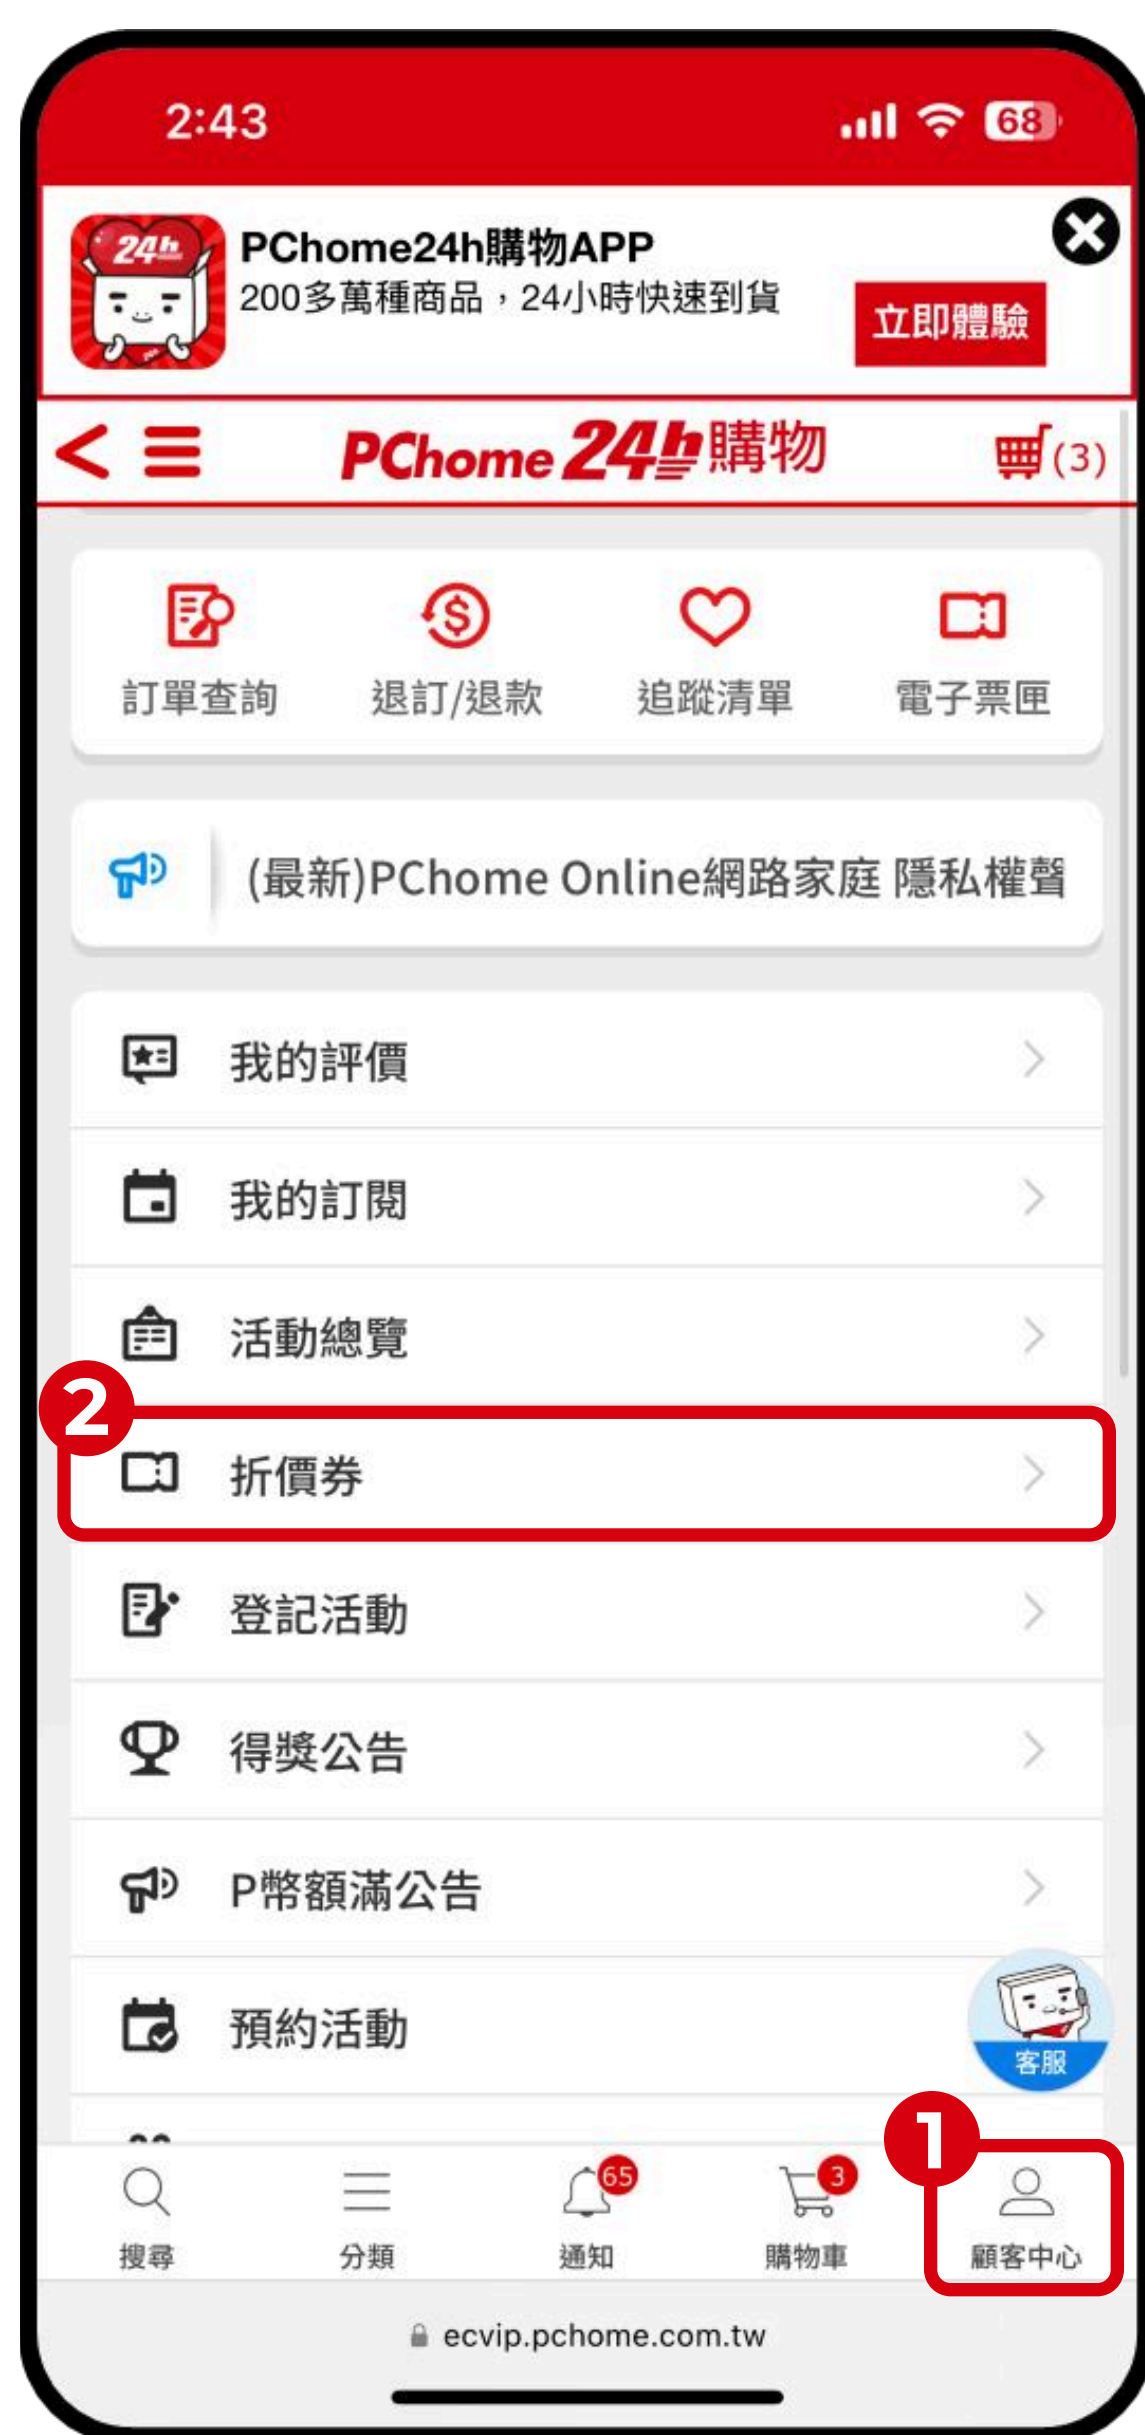 2:43
68
24h
PChome24h購物APP
200多萬種商品，24小時快速到貨
立即體驗
PChome 24h購物
(3)
訂單查詢
退訂/退款
追蹤清單
電子票匣
(最新)PChome Online網路家庭 隱私權聲
我的評價
我的訂閱
活動總覽
2
折價券
登記活動
得獎公告
P幣額滿公告
預約活動
客服
1
65
3
搜尋
分類
通知
購物車
顧客中心
ecvip.pchome.com.tw